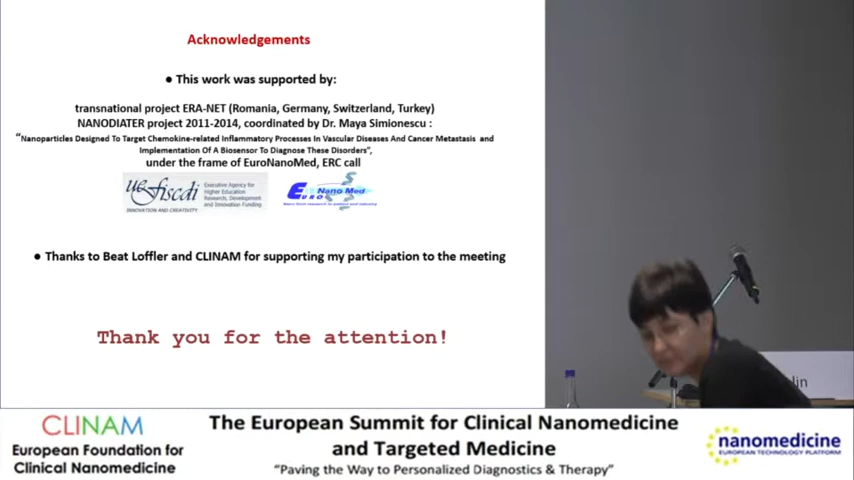 Acknowledgements
● This work was supported by:
transnational project ERA-NET (Romania, Germany, Switzerland, Turkey)
NANODIATER project 2011-2014, coordinated by Dr. Maya Simionescu :
“Nanoparticles Designed To Target Chemokine-related Inflammatory Processes In Vascular Diseases And Cancer Metastasis and
Implementation Of A Biosensor To Diagnose These Disorders”,
under the frame of EuroNanoMed, ERC call
uefiscdi
Executive Agency for
Higher Education
Research, Development
and Innovation Funding
INNOVATION AND CREATIVITY
EURO Nano Med
● Thanks to Beat Loffler and CLINAM for supporting my participation to the meeting
Thank you for the attention!
lin
CLINAM
European Foundation for
Clinical Nanomedicine
The European Summit for Clinical Nanomedicine
and Targeted Medicine
“Paving the Way to Personalized Diagnostics & Therapy”
nanomedicine
EUROPEAN TECHNOLOGY PLATFORM